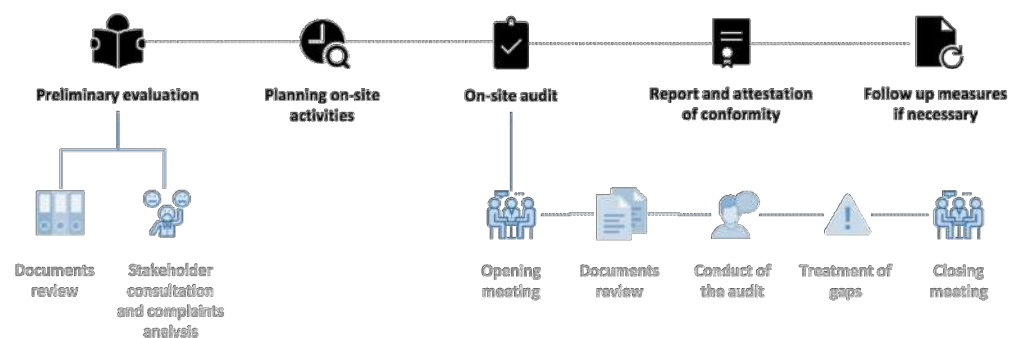 Preliminary evaluation
Planning on-site
activities
On-site audit
Report and attestation
of conformity
Follow up measures
if necessary
Documents
review
Stakeholder
consultation
and complaints
analysis
Opening
meeting
Documents
review
Conduct of
the audit
Treatment of
gaps
Closing
meeting